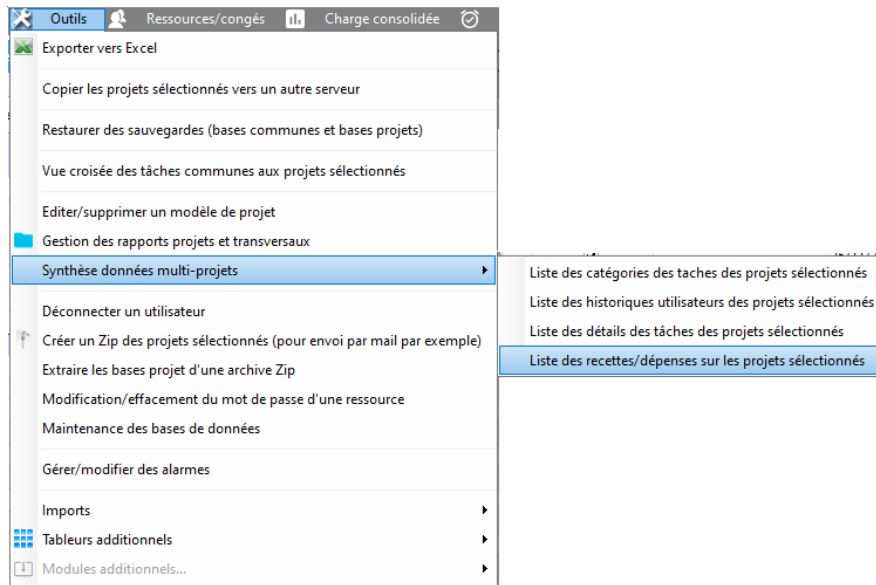 Outils Ressources/congés Charge consolidée
Exporter vers Excel
Copier les projets sélectionnés vers un autre serveur
Restaurer des sauvegardes (bases communes et bases projets)
Vue croisée des tâches communes aux projets sélectionnés
Editer/supprimer un modèle de projet
Gestion des rapports projets et transversaux
Synthèse données multi-projets
Liste des catégories des taches des projets sélectionnés
Liste des historiques utilisateurs des projets sélectionnés
Liste des détails des tâches des projets sélectionnés
Liste des recettes/dépenses sur les projets sélectionnés
Déconnecter un utilisateur
Créer un Zip des projets sélectionnés (pour envoi par mail par exemple)
Extraire les bases projet d'une archive Zip
Modification/effacement du mot de passe d'une ressource
Maintenance des bases de données
Gérer/modifier des alarmes
Imports
Tableurs additionnels
Modules additionnels...